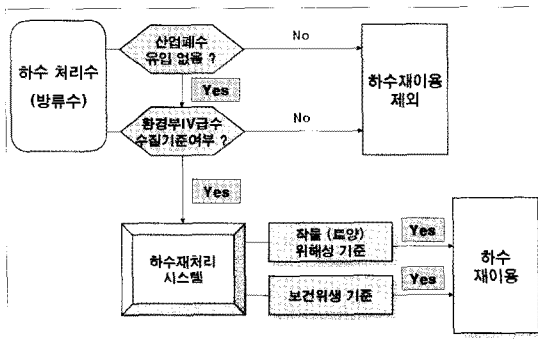 하수 처리수
(방류수)
산업폐수
유입 없음 ?
No
Yes
환경부IV급수
수질기준여부 ?
No
하수재이용
제외
Yes
하수재처리
시스템
작물 (토양)
위해성 기준
Yes
보건위생 기준
Yes
하수
재이용